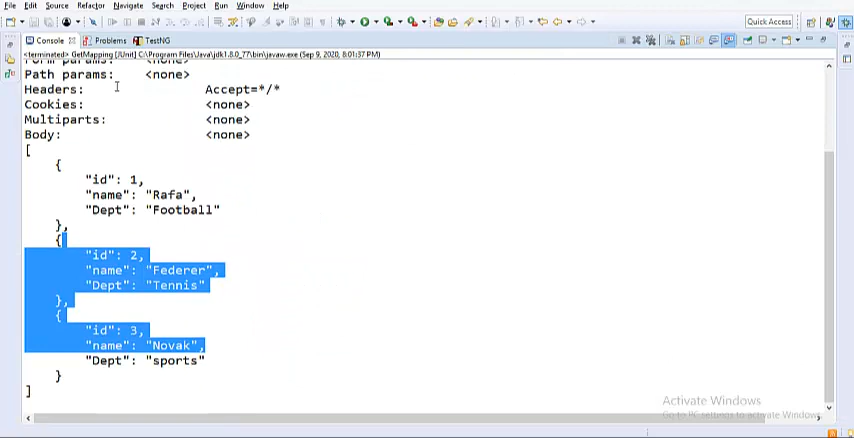 File Edit Source Refactor Navigate Search Project Run Window Help
Quick Access
Console Problems TestNG
<terminated> GetMapping [JUnit] C:\Program Files\Java\jdk1.8.0_77\bin\javaw.exe (Sep 9, 2020, 8:01:37 PM)
Form params: <none>
Path params: <none>
Headers: Accept=*/*
Cookies: <none>
Multiparts: <none>
Body: <none>
[
{
"id": 1,
"name": "Rafa",
"Dept": "Football"
},
{
"id": 2,
"name": "Federer",
"Dept": "Tennis"
},
{
"id": 3,
"name": "Novak",
"Dept": "sports"
}
]
Activate Windows
Go to PC settings to activate Windows.